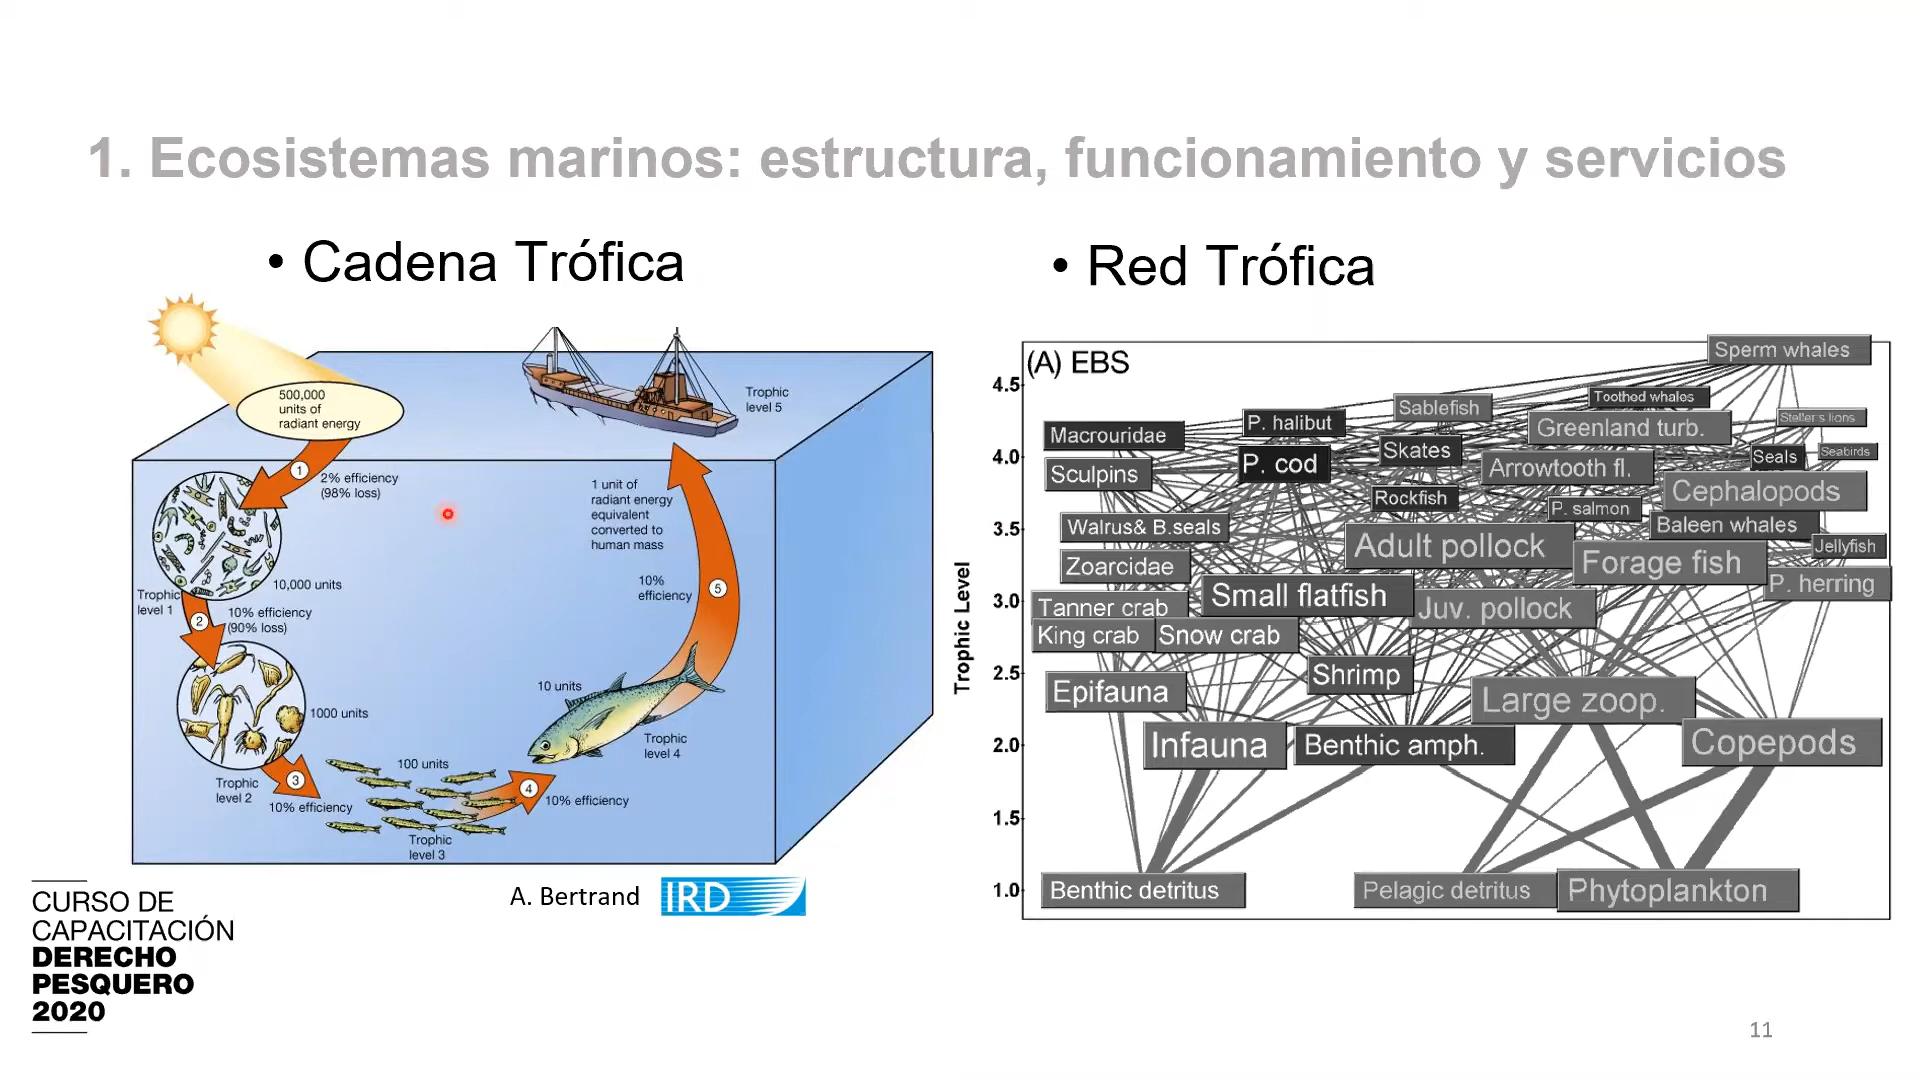 1. Ecosistemas marinos: estructura, funcionamiento y servicios
• Cadena Trófica
500,000
units of
radiant energy
1
2% efficiency
(98% loss)
Trophic
level 5
1 unit of
radiant energy
equivalent
converted to
human mass
10,000 units
Trophic
level 1
2
10% efficiency
(90% loss)
10%
efficiency
5
1000 units
Trophic
level 2
3
10% efficiency
100 units
Trophic
level 3
4
10% efficiency
10 units
Trophic
level 4
A. Bertrand
IRD
• Red Trófica
(A) EBS
Trophic Level
4.5
4.0
3.5
3.0
2.5
2.0
1.5
1.0
Sperm whales
Toothed whales
Sablefish
Steller's lions
P. halibut
Greenland turb.
Macrouridae
Skates
Seals
Seabirds
P. cod
Arrowtooth fl.
Sculpins
Cephalopods
Rockfish
P. salmon
Walrus& B.seals
Baleen whales
Adult pollock
Jellyfish
Zoarcidae
Forage fish
P. herring
Small flatfish
Tanner crab
Juv. pollock
King crab
Snow crab
Shrimp
Epifauna
Large zoop.
Infauna
Benthic amph.
Copepods
Benthic detritus
Pelagic detritus
Phytoplankton
CURSO DE
CAPACITACIÓN
DERECHO
PESQUERO
2020
11